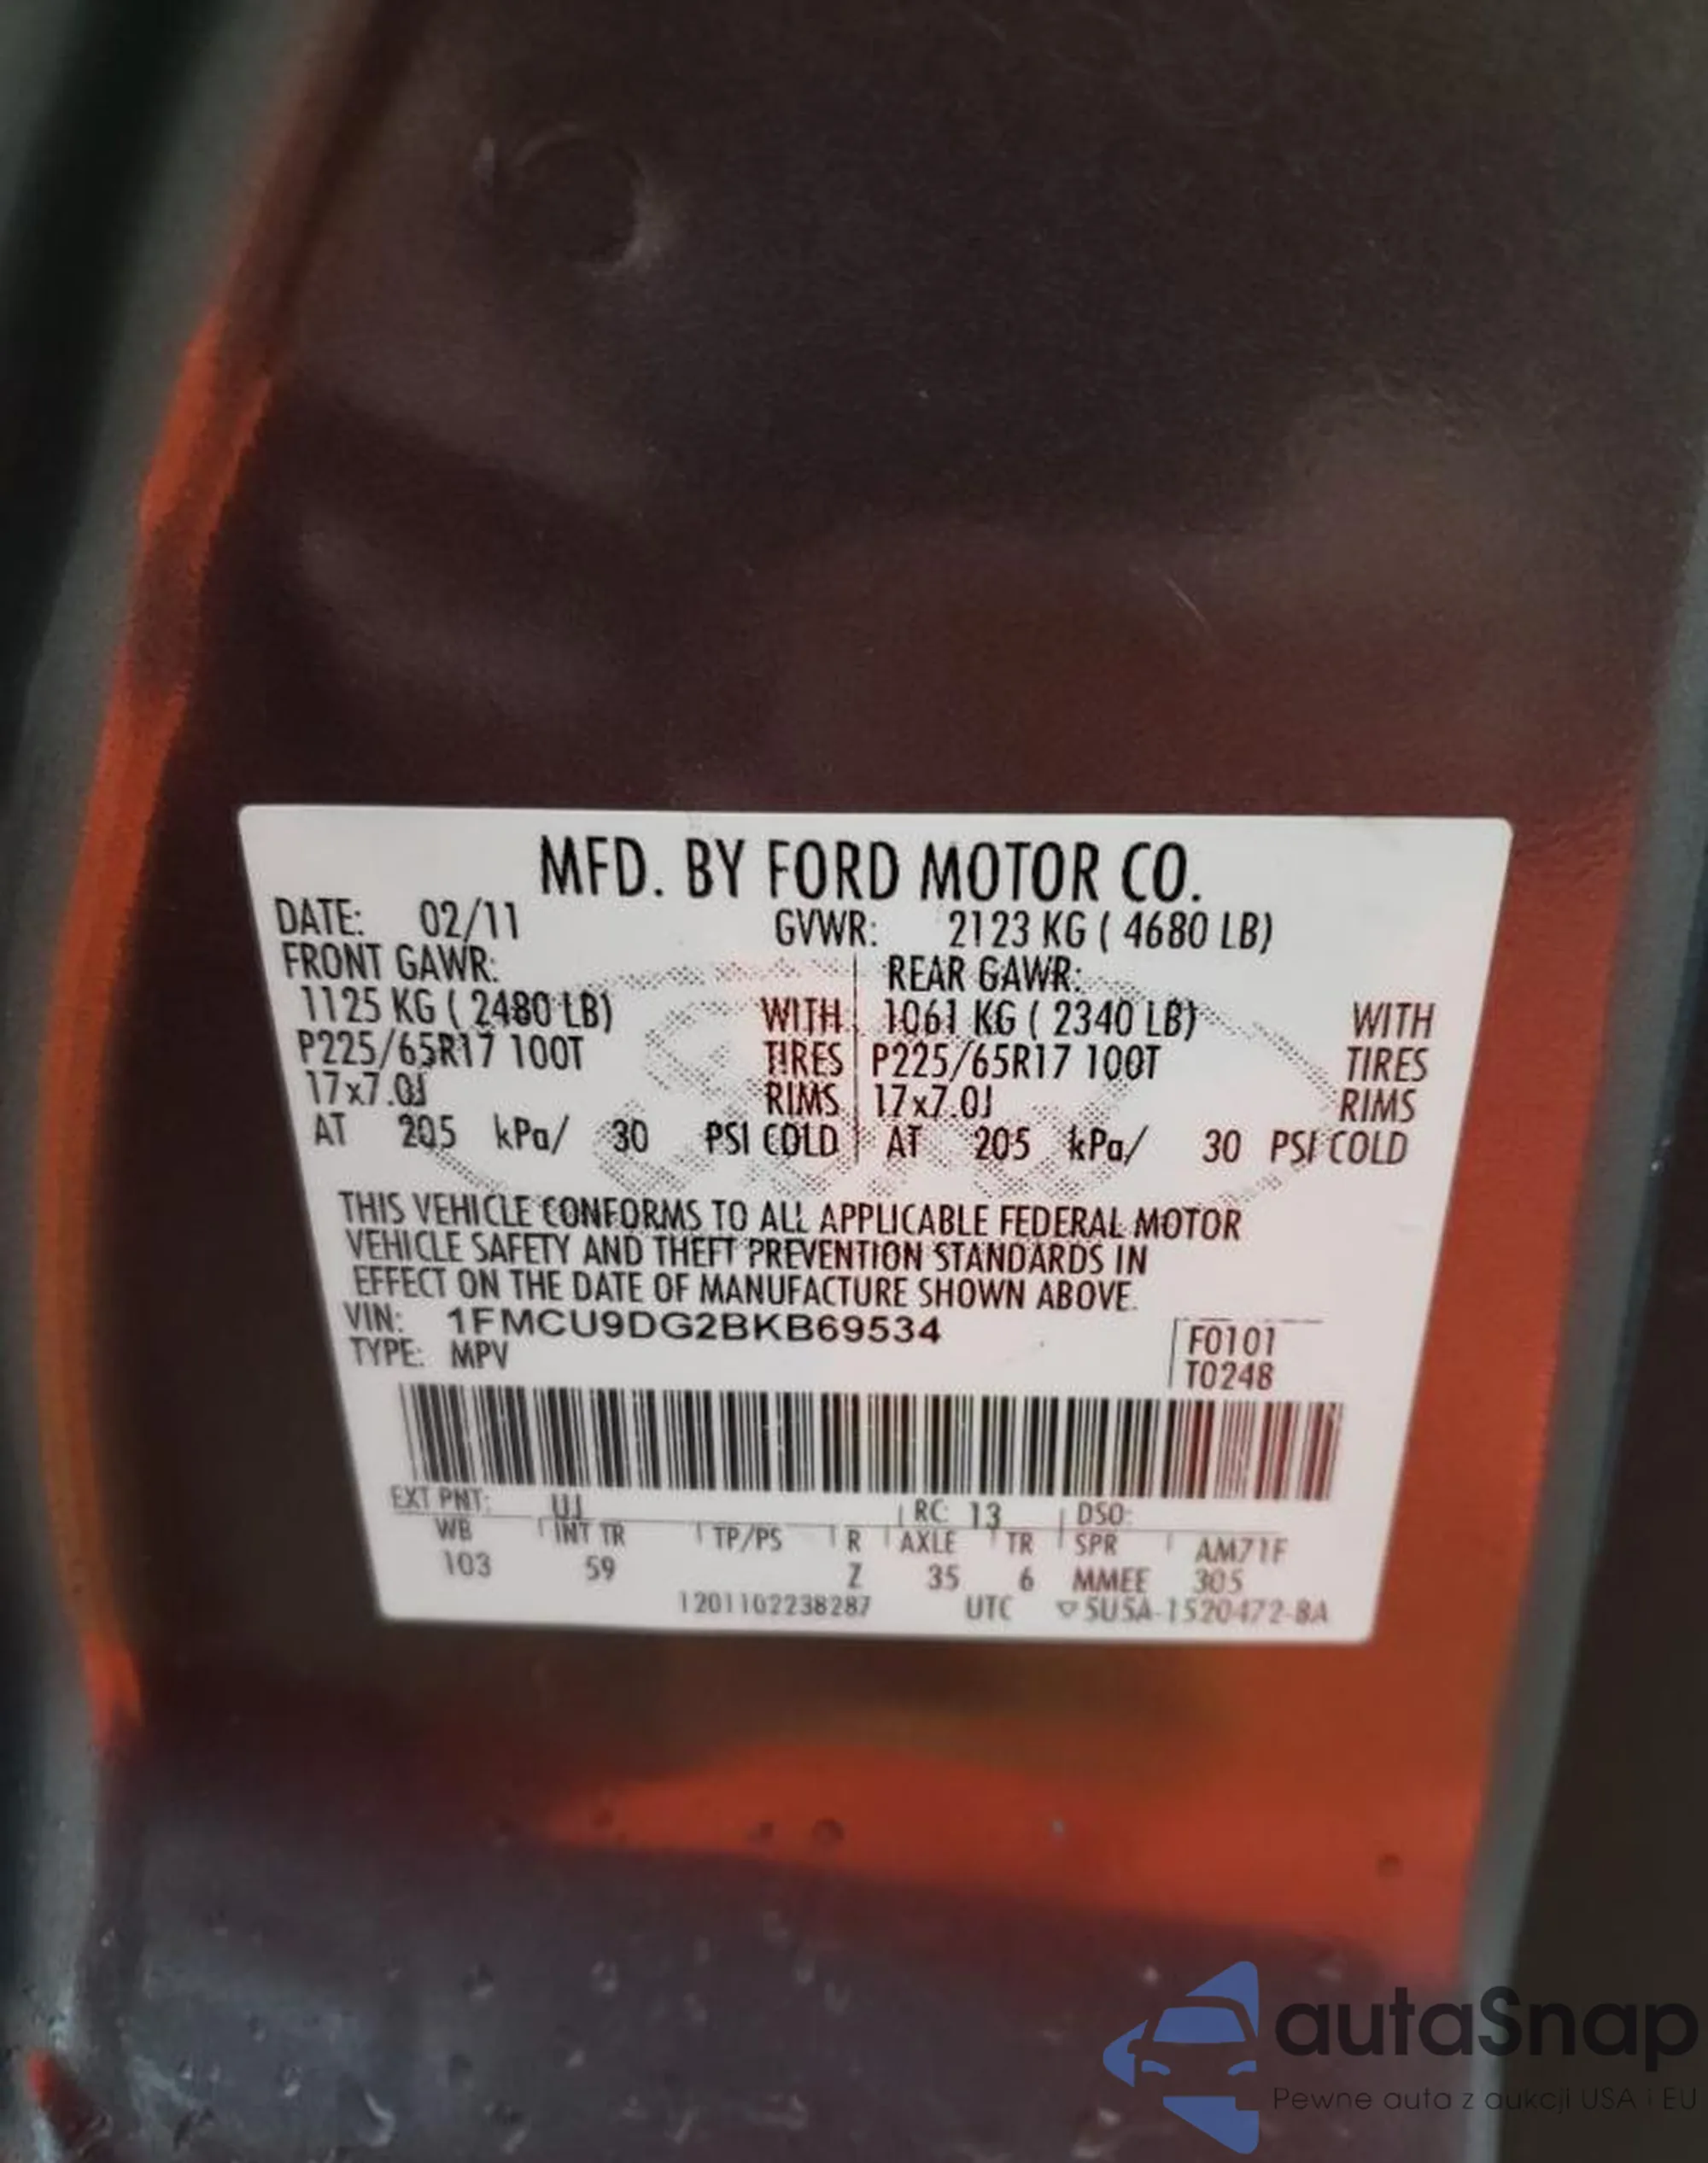 MFD. BY FORD MOTOR CO.
DATE: 02/11 GVWR: 2123 KG ( 4680 LB)
FRONT GAWR: REAR GAWR:
1125 KG ( 2480 LB) WITH 1061 KG ( 2340 LB) WITH
P225/65R17 100T TIRES P225/65R17 100T TIRES
17x7.0J RIMS 17x7.0J RIMS
AT 205 kPa/ 30 PSI COLD AT 205 kPa/ 30 PSI COLD
THIS VEHICLE CONFORMS TO ALL APPLICABLE FEDERAL MOTOR
VEHICLE SAFETY AND THEFT PREVENTION STANDARDS IN
EFFECT ON THE DATE OF MANUFACTURE SHOWN ABOVE.
VIN: 1FMCU9DG2BKB69534 F0101
TYPE: MPV T0248
EXT PNT: UJ RC: 13 DSO:
WB INT TR TP/PS R AXLE TR SPR AM71F
103 59 Z 35 6 MMEE 305
1201102238287 UTC ▽5U5A-1520472-BA
autaSnap
Pewne auta z aukcji USA i EU